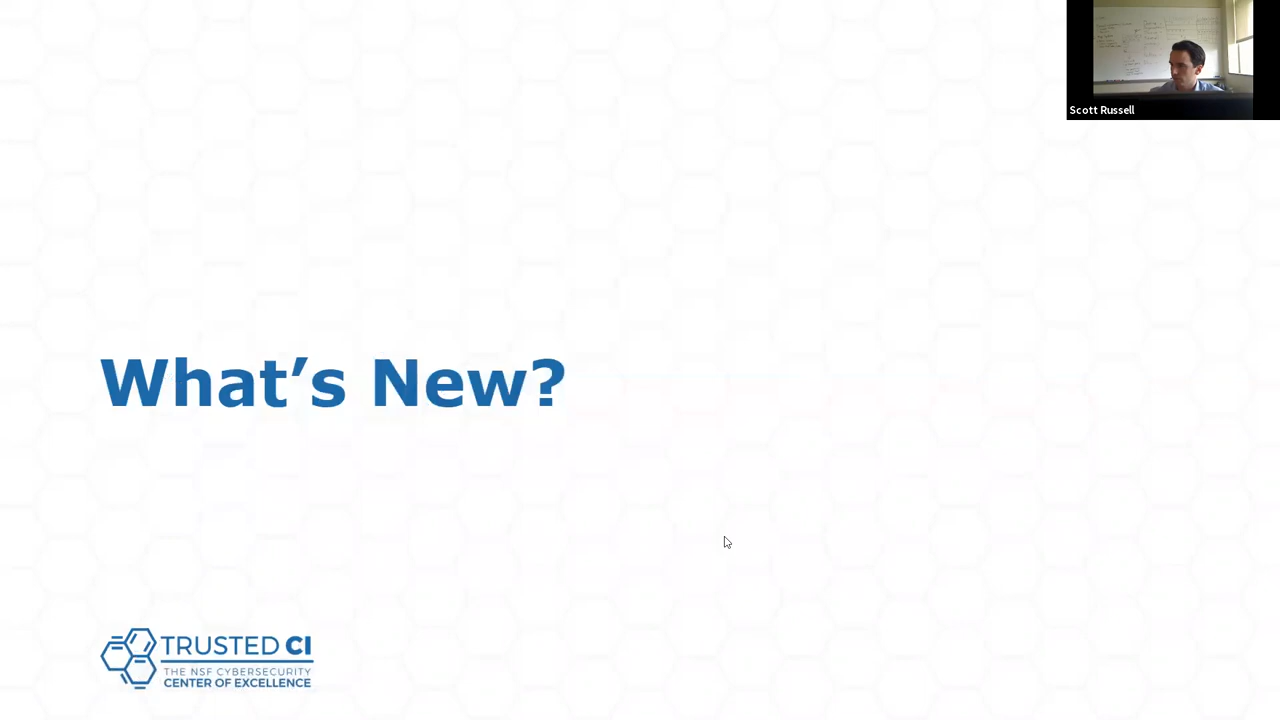 Scott Russell
What's New?
TRUSTED CI
THE NSF CYBERSECURITY
CENTER OF EXCELLENCE